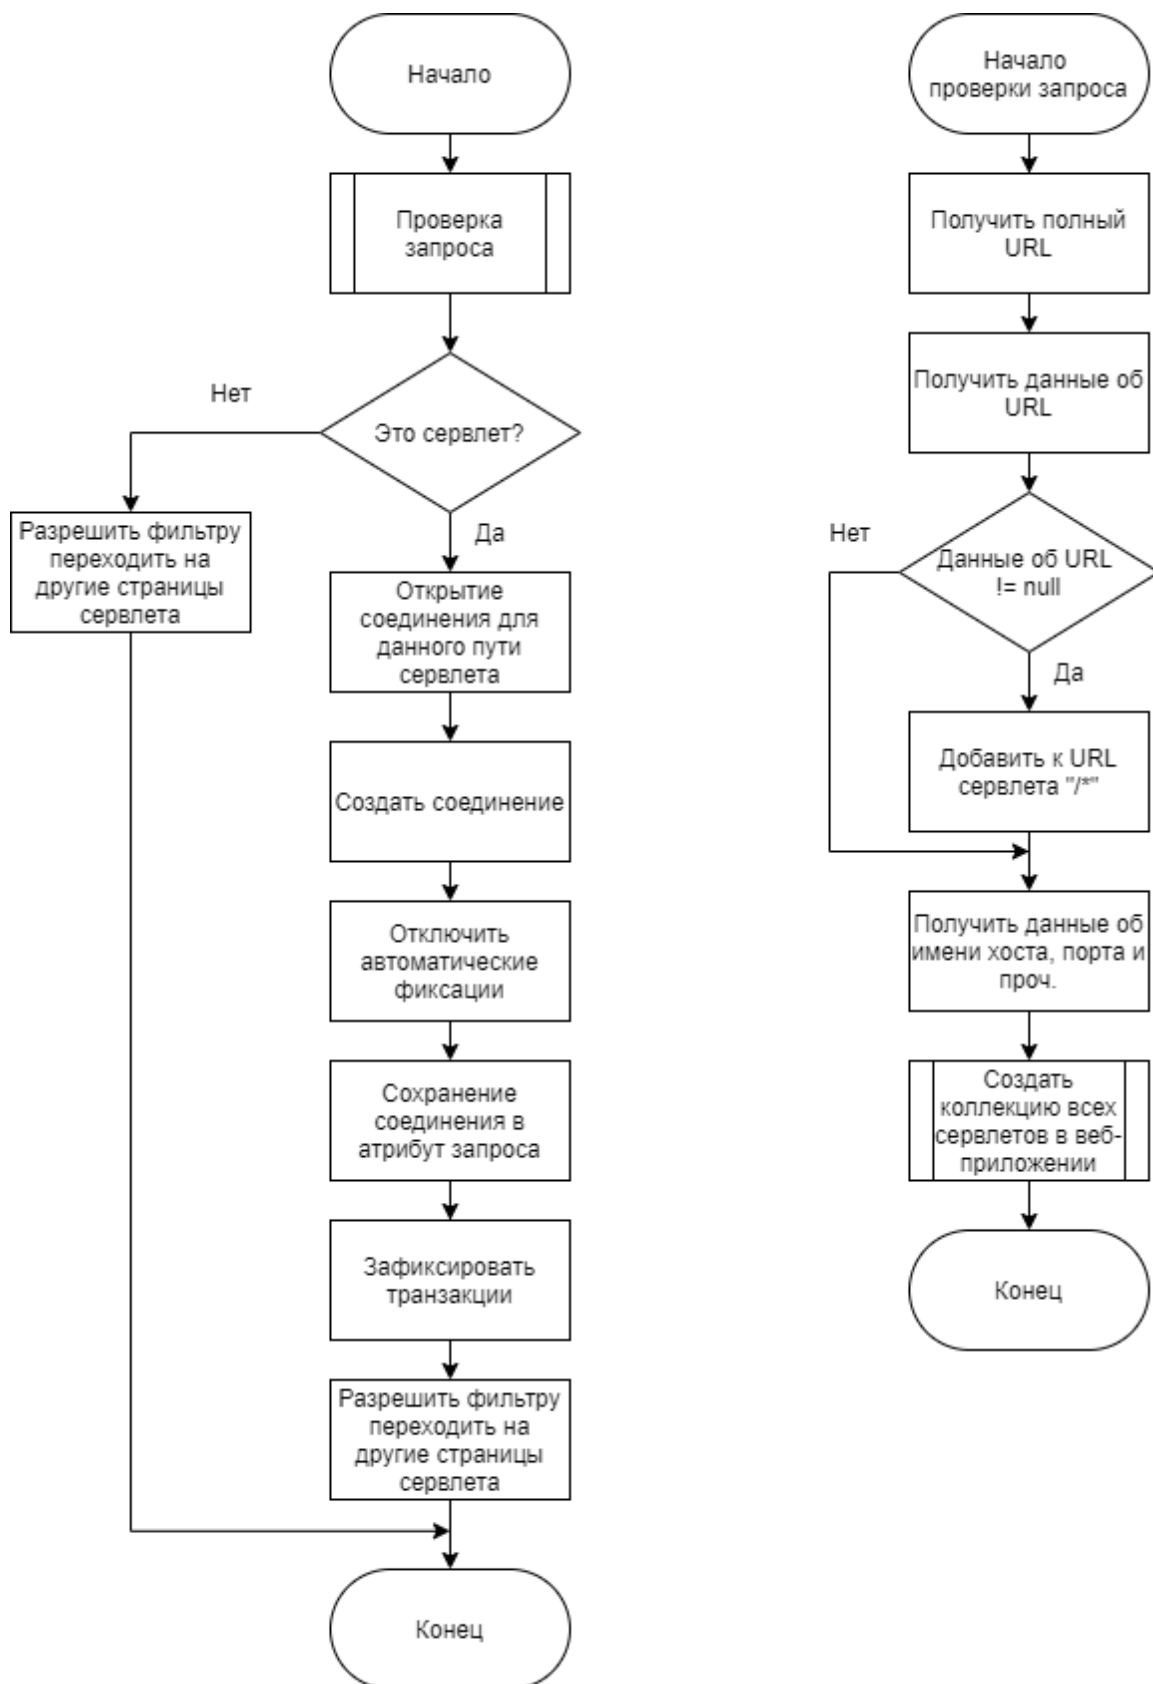 Начало
Проверка
запроса
Это сервлет?
Нет
Да
Разрешить фильтру
переходить на
другие страницы
сервлета
Открытие
соединения для
данного пути
сервлета
Создать соединение
Отключить
автоматические
фиксации
Сохранение
соединения в
атрибут запроса
Зафиксировать
транзакции
Разрешить фильтру
переходить на
другие страницы
сервлета
Конец
Начало
проверки запроса
Получить полный
URL
Получить данные об
URL
Данные об URL
!= null
Нет
Да
Добавить к URL
сервлета "/*"
Получить данные об
имени хоста, порта и
проч.
Создать
коллекцию всех
сервлетов в веб-
приложении
Конец